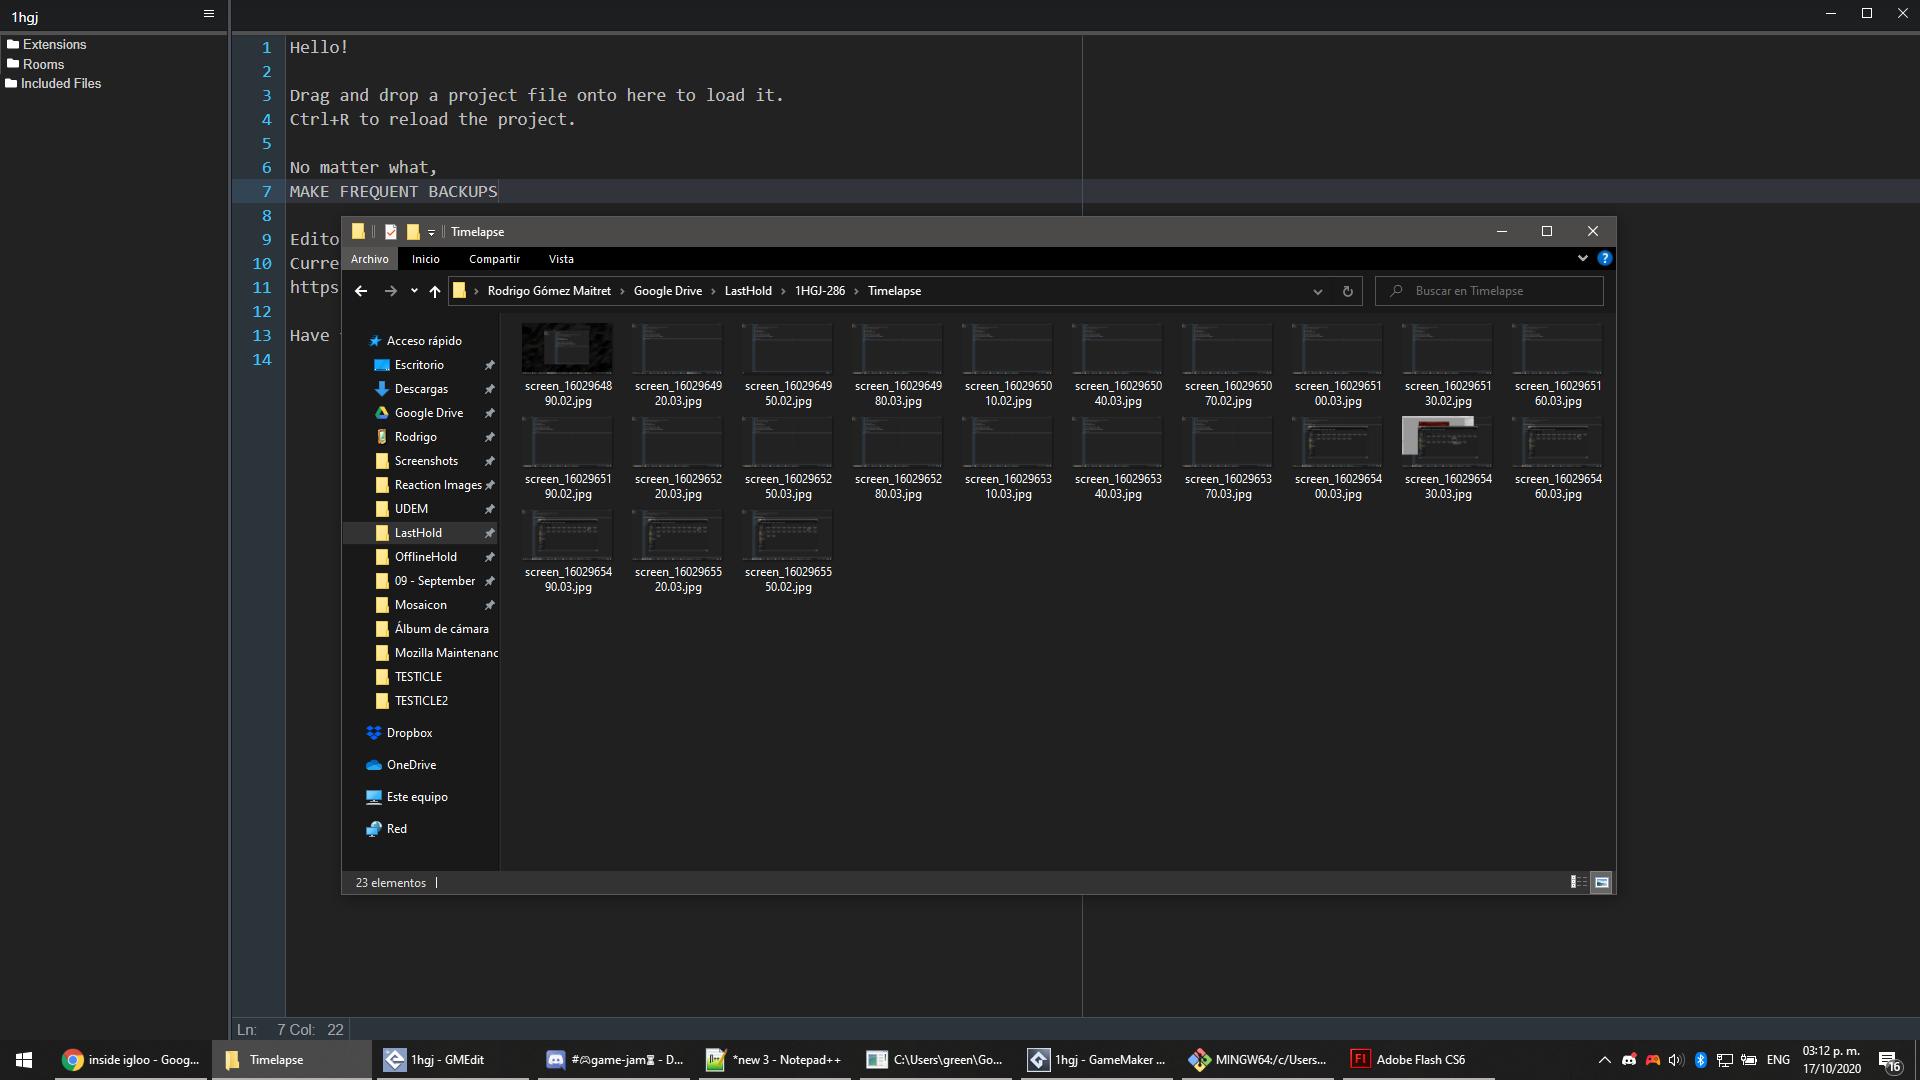 1hgj
Extensions
Rooms
Included Files
1 Hello!
2
3 Drag and drop a project file onto here to load it.
4 Ctrl+R to reload the project.
5
6 No matter what,
7 MAKE FREQUENT BACKUPS
8
9 Edito
10 Curre
11 https
12
13 Have
14
Timelapse
Archivo Inicio Compartir Vista
Rodrigo Gómez Maitret > Google Drive > LastHold > 1HGJ-286 > Timelapse
Buscar en Timelapse
Acceso rápido
Escritorio
Descargas
Google Drive
Rodrigo
Screenshots
Reaction Images
UDEM
LastHold
OfflineHold
09 - September
Mosaicon
Álbum de cámara
Mozilla Maintenanc
TESTICLE
TESTICLE2
Dropbox
OneDrive
Este equipo
Red
screen_1602964890.02.jpg
screen_1602964920.03.jpg
screen_1602964950.02.jpg
screen_1602964980.03.jpg
screen_1602965010.02.jpg
screen_1602965040.03.jpg
screen_1602965070.02.jpg
screen_1602965100.03.jpg
screen_1602965130.02.jpg
screen_1602965160.03.jpg
screen_1602965190.02.jpg
screen_1602965220.03.jpg
screen_1602965250.03.jpg
screen_1602965280.03.jpg
screen_1602965310.03.jpg
screen_1602965340.03.jpg
screen_1602965370.03.jpg
screen_1602965400.03.jpg
screen_1602965430.03.jpg
screen_1602965460.03.jpg
screen_1602965490.03.jpg
screen_1602965520.03.jpg
screen_1602965550.02.jpg
23 elementos
Ln: 7 Col: 22
inside igloo - Goog...
Timelapse
1hgj - GMEdit
#🎮game-jam⏳ - D...
*new 3 - Notepad++
C:\Users\green\Go...
1hgj - GameMaker ...
MINGW64:/c/Users...
Adobe Flash CS6
ENG
03:12 p. m.
17/10/2020
16